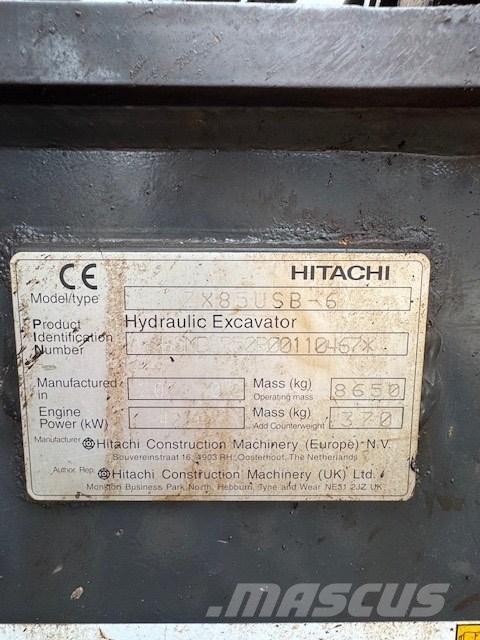 CE HITACHI
Model/type ZX85USB-6
Product Hydraulic Excavator
Identification
Number
Manufactured in Mass (kg) Operating mass 8650
Engine Power (kW) Mass (kg) Add Counterweight 370
Manufacturer Hitachi Construction Machinery (Europe) N.V.
Souvereinstraat 16, 4903 RH, Oosterhout, The Netherlands
Author. Rep. Hitachi Construction Machinery (UK) Ltd.
Monkton Business Park North, Hebburn, Tyne and Wear NE31 2JZ UK
MASCUS